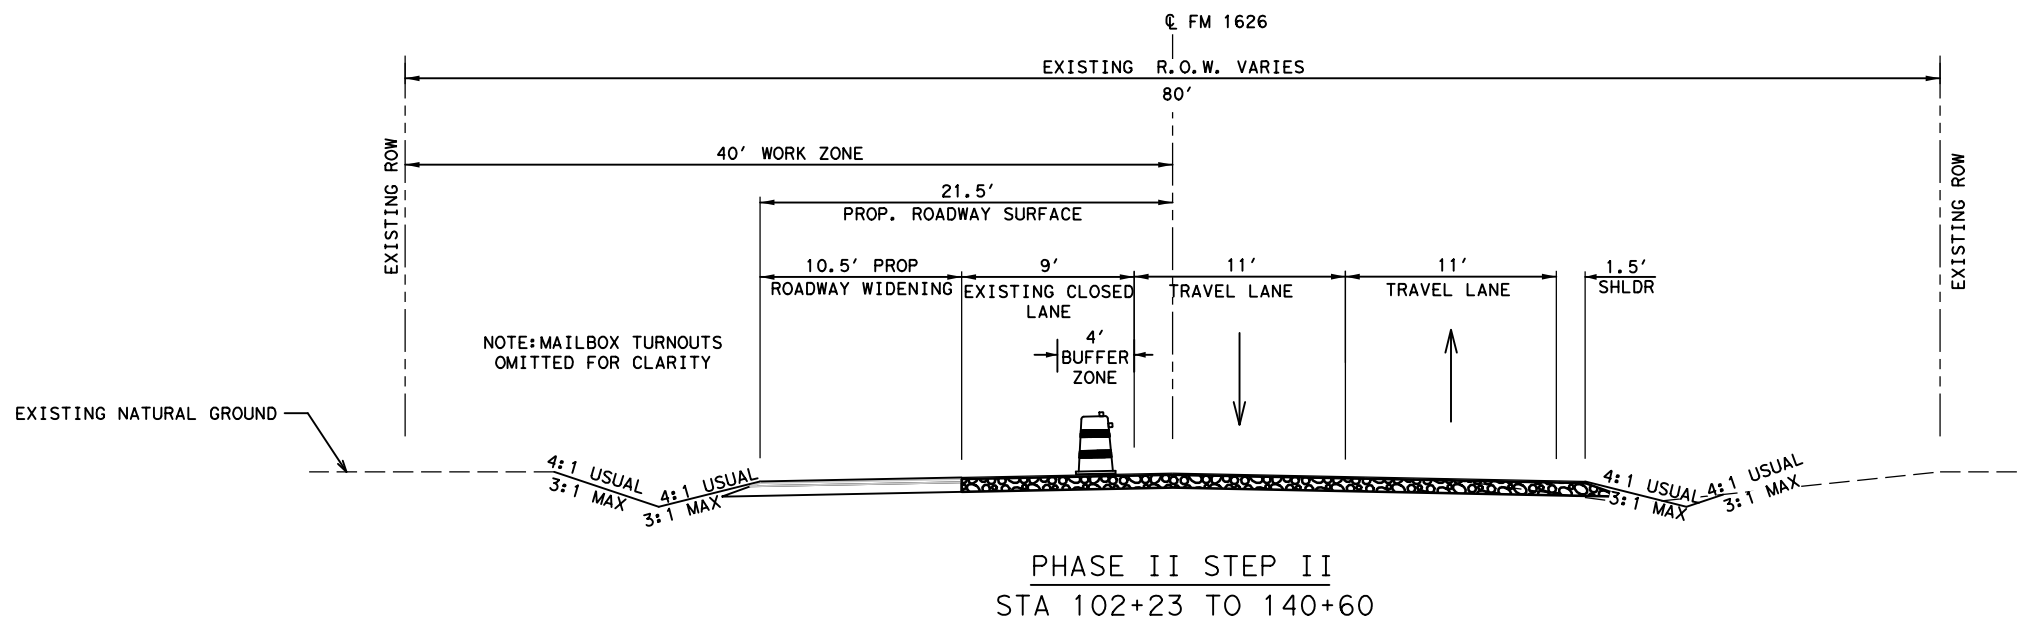 ℄ FM 1626
EXISTING R.O.W. VARIES
80'
40' WORK ZONE
EXISTING ROW
EXISTING ROW
21.5'
PROP. ROADWAY SURFACE
10.5' PROP
ROADWAY WIDENING
9'
EXISTING CLOSED
LANE
11'
TRAVEL LANE
11'
TRAVEL LANE
1.5'
SHLDR
4'
BUFFER
ZONE
NOTE:MAILBOX TURNOUTS
OMITTED FOR CLARITY
EXISTING NATURAL GROUND
4:1 USUAL
3:1 MAX
4:1 USUAL
3:1 MAX
4:1 USUAL
3:1 MAX
4:1 USUAL
3:1 MAX
PHASE II STEP II
STA 102+23 TO 140+60